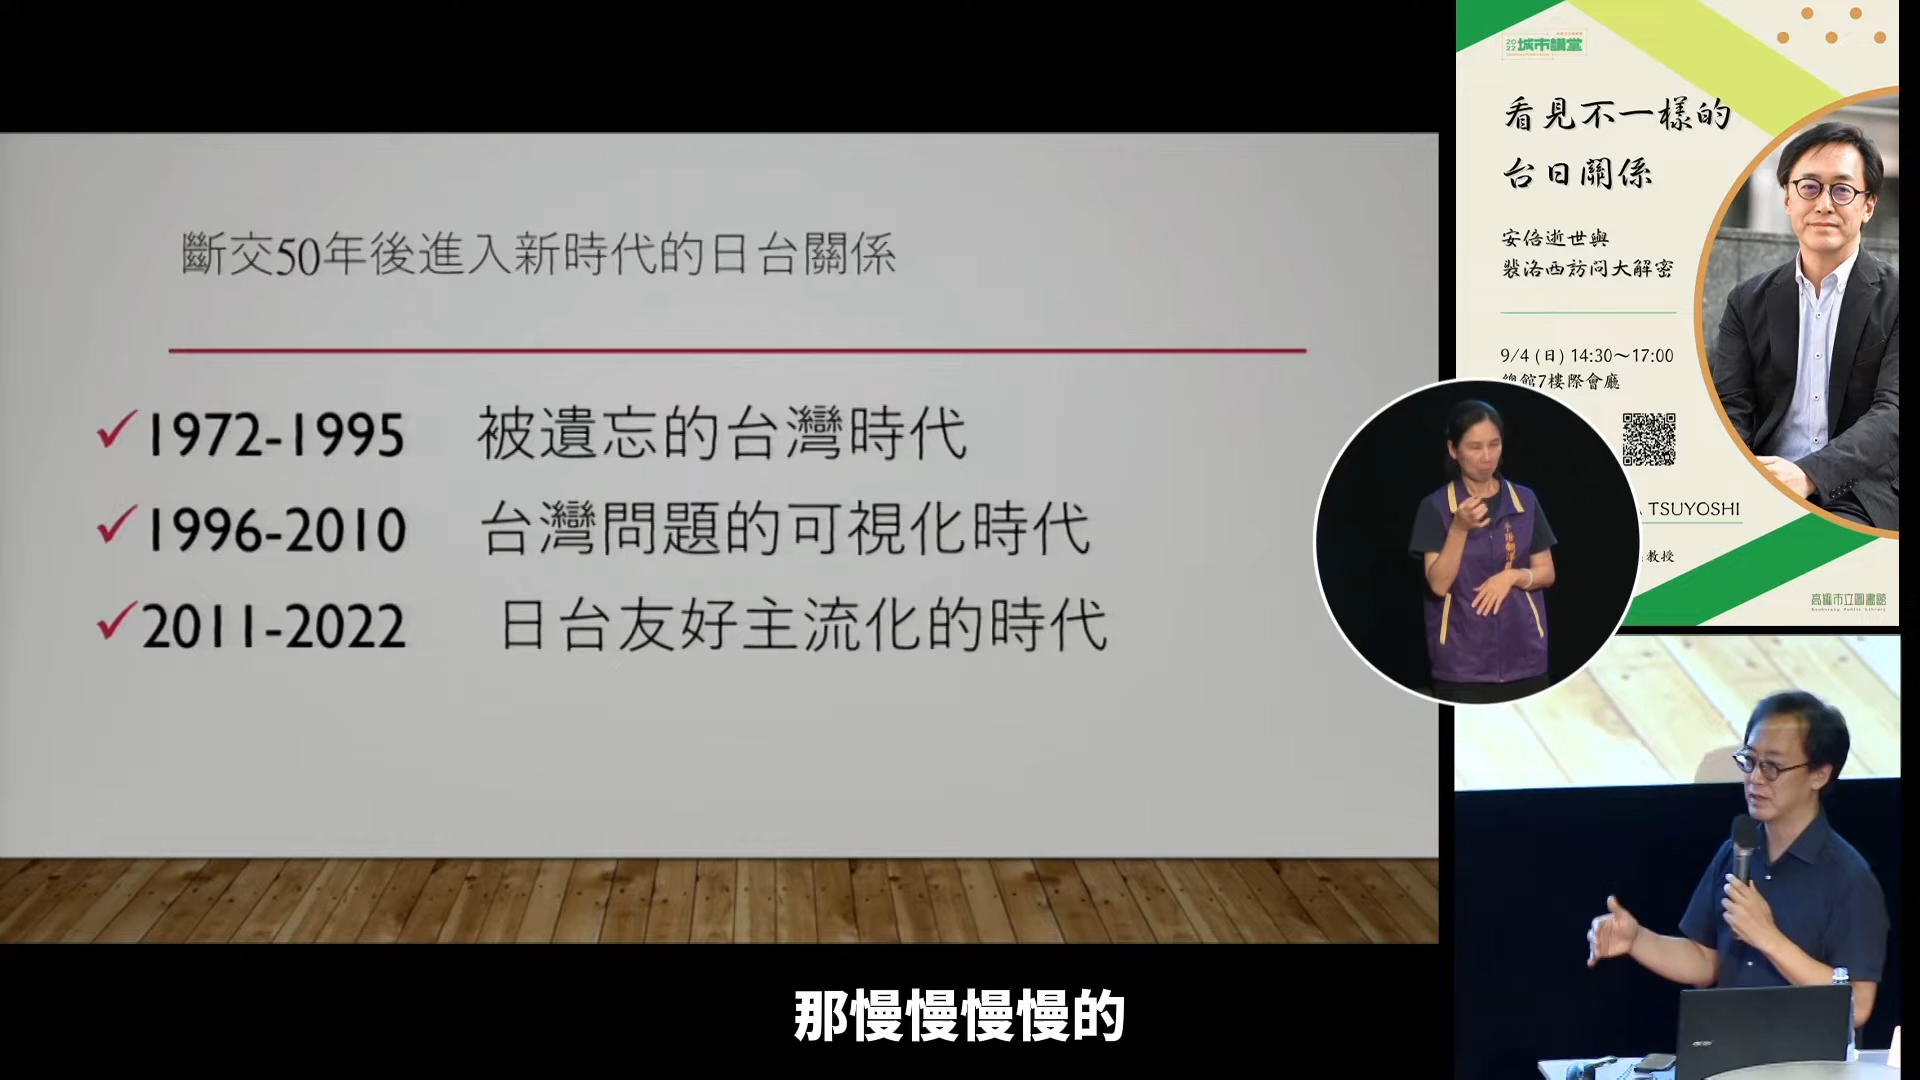 斷交50年後進入新時代的日台關係
1972-1995 被遺忘的台灣時代
1996-2010 台灣問題的可視化時代
2011-2022 日台友好主流化的時代
那慢慢慢慢的
2022 城市講堂
看見不一樣的
台日關係
安倍逝世與
裴洛西訪問大解密
9/4 (日) 14:30～17:00
總館7樓際會廳
TSUYOSHI
教授
高雄市立圖書館
Kaohsiung Public Library